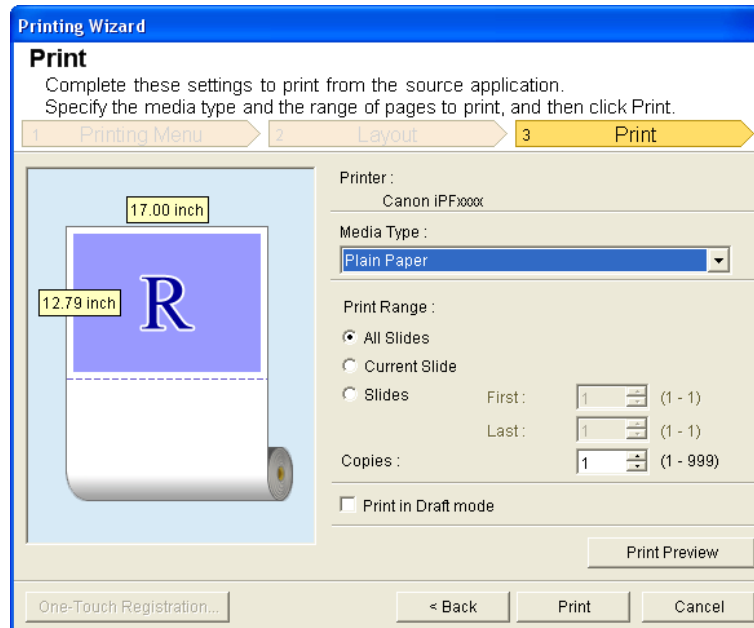 Printing Wizard
Print
Complete these settings to print from the source application.
Specify the media type and the range of pages to print, and then click Print.
1 Printing Menu 2 Layout 3 Print
17.00 inch
12.79 inch
R
Printer :
Canon iPFxxxx
Media Type :
Plain Paper
Print Range :
All Slides
Current Slide
Slides First : 1 (1 - 1)
Last : 1 (1 - 1)
Copies : 1 (1 - 999)
Print in Draft mode
Print Preview
One-Touch Registration... < Back Print Cancel